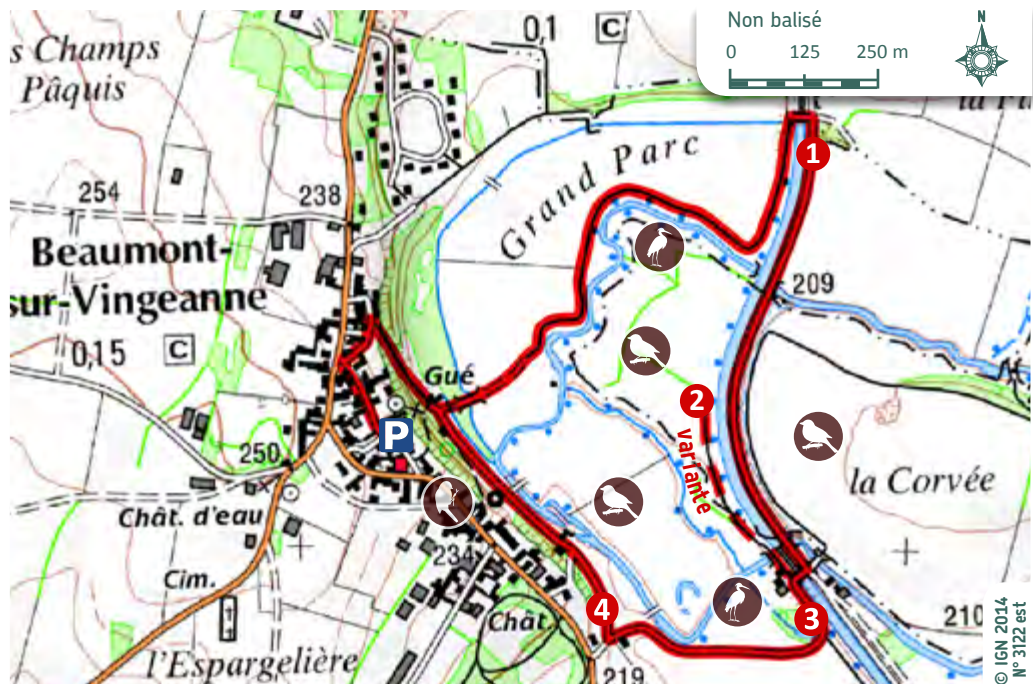 Non balisé
0 125 250 m
N
0,1
C
s Champs
Pâquis
la Pr
1
Grand Parc
254
238
Beaumont-
sur-Vingeanne
209
0,15
C
Gué
2
variante
P
250
la Corvée
Chât. d'eau
234
Cim.
4
3
Chât.
210
l'Espargelière
219
© IGN 2014
N° 3122 est